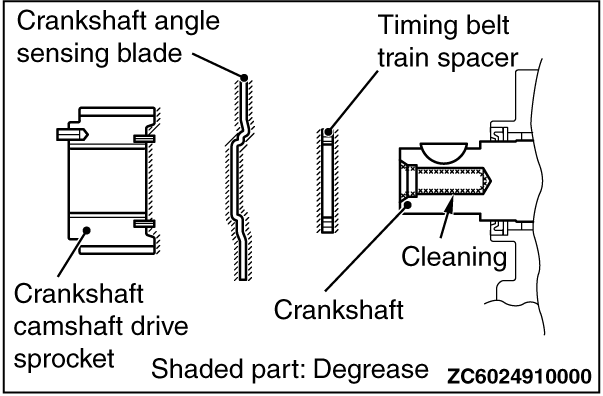 Crankshaft angle
sensing blade
Timing belt
train spacer
Cleaning
Crankshaft
Crankshaft
camshaft drive
sprocket
Shaded part: Degrease
ZC6024910000